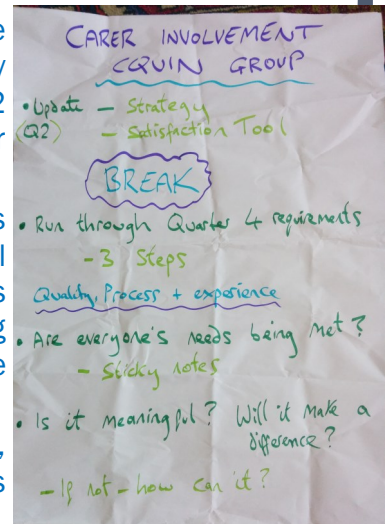 CARER INVOLVEMENT
CQUIN GROUP
• Update – Strategy
(Q2) – Satisfaction Tool
BREAK
• Run through Quarter 4 requirements
– 3 Steps
Quality, Process + experience
• Are everyone's needs being met?
– Sticky notes
• Is it meaningful? Will it make a
difference?
– If not – how can it?